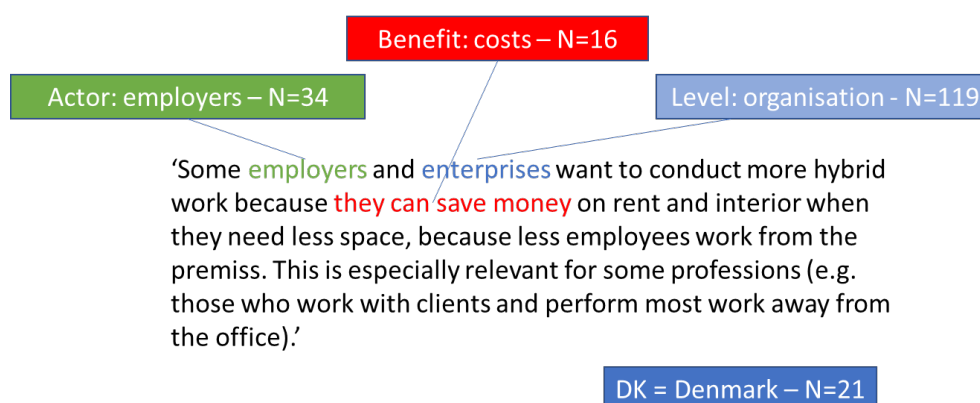 Benefit: costs – N=16
Actor: employers – N=34
Level: organisation - N=119
‘Some employers and enterprises want to conduct more hybrid
work because they can save money on rent and interior when
they need less space, because less employees work from the
premiss. This is especially relevant for some professions (e.g.
those who work with clients and perform most work away from
the office).’
DK = Denmark – N=21